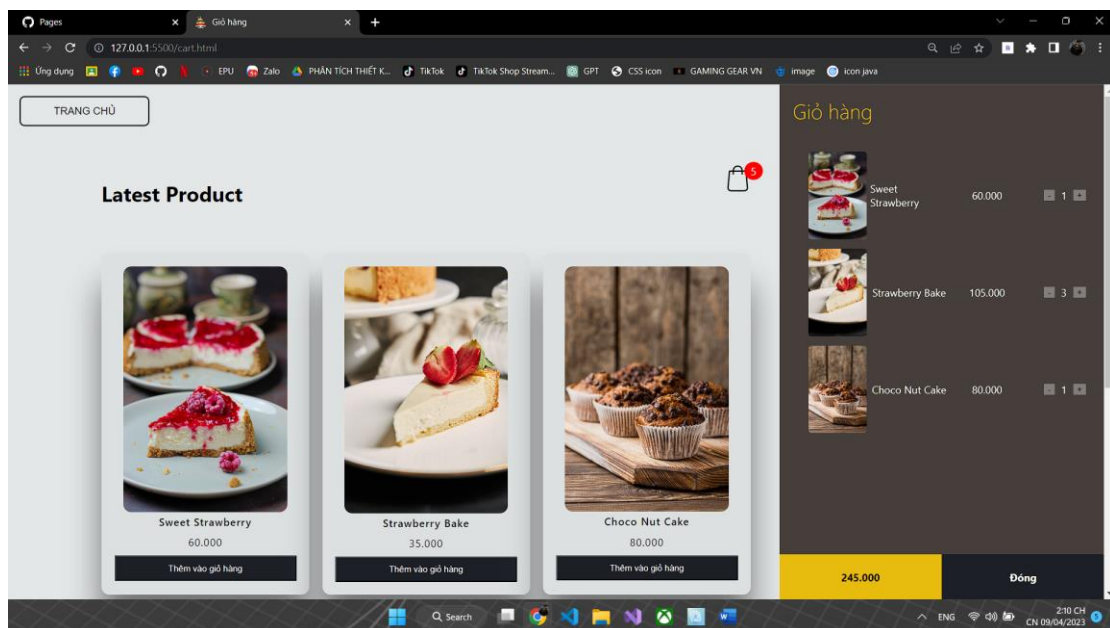 Pages
Giỏ hàng
127.0.0.1:5500/cart.html
Ứng dụng
EPU
Zalo
PHÂN TÍCH THIẾT K...
TikTok
TikTok Shop Stream...
GPT
CSS icon
GAMING GEAR VN
image
icon java
TRANG CHỦ
Giỏ hàng
5
Latest Product
Sweet
Strawberry
60.000
- 1 +
Strawberry Bake
105.000
- 3 +
Choco Nut Cake
80.000
- 1 +
Sweet Strawberry
60.000
Thêm vào giỏ hàng
Strawberry Bake
35.000
Thêm vào giỏ hàng
Choco Nut Cake
80.000
Thêm vào giỏ hàng
245.000
Đóng
Search
ENG
2:10 CH
CN 09/04/2023
5